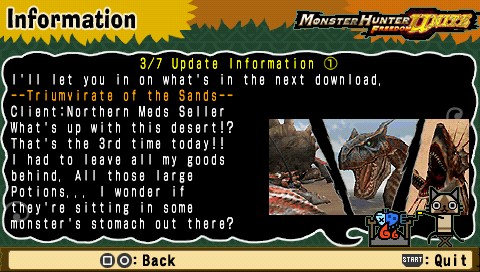 Information
MONSTER HUNTER
FREEDOM UNITE
3/7 Update Information ①
I'll let you in on what's in the next download.
--Triumvirate of the Sands--
Client:Northern Meds Seller
What's up with this desert!?
That's the 3rd time today!!
I had to leave all my goods
behind. All those large
Potions... I wonder if
they're sitting in some
monster's stomach out there?
□○: Back
START: Quit